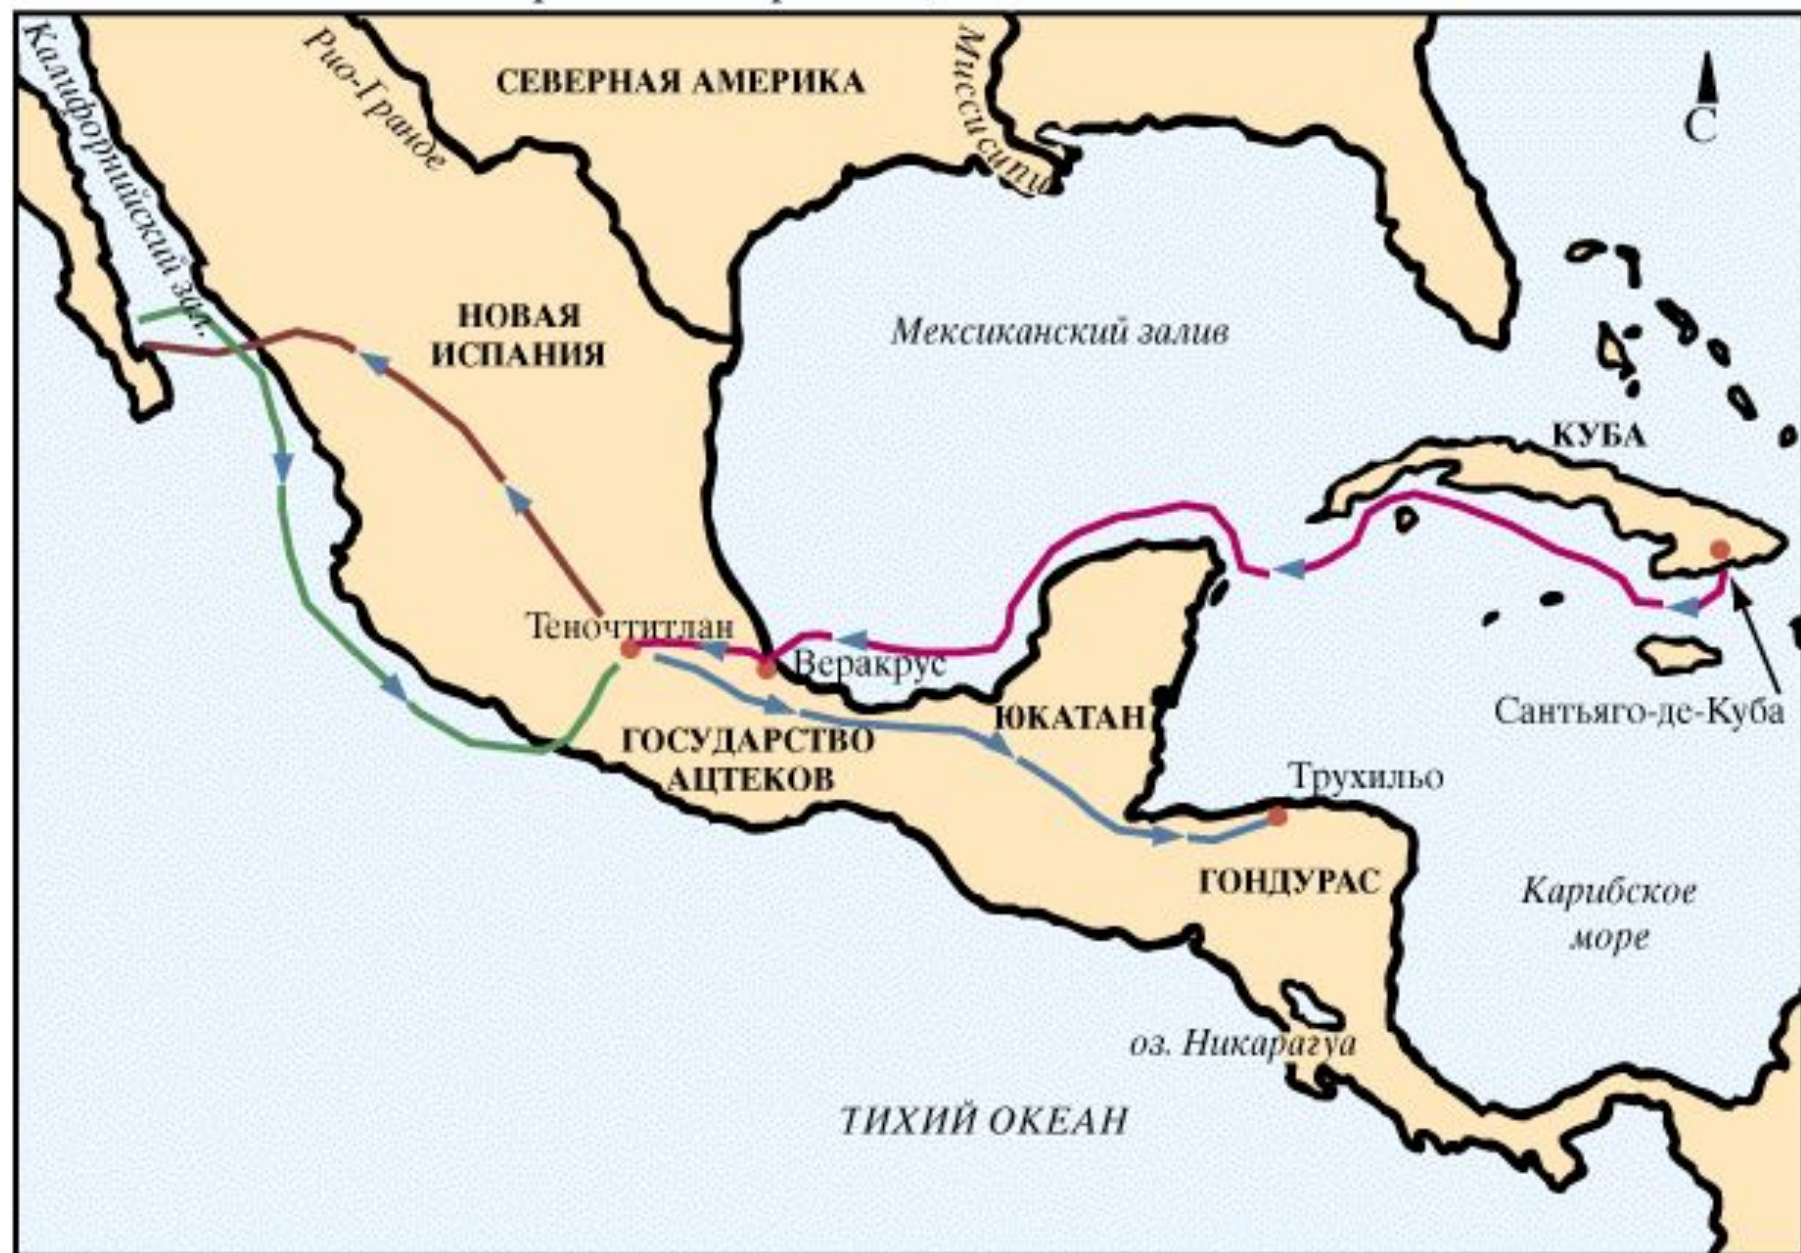 Калифорнийский зал.
Рио-Гранде
СЕВЕРНАЯ АМЕРИКА
Миссисипи
С
НОВАЯ
ИСПАНИЯ
Мексиканский залив
КУБА
Теночтитлан
Веракрус
ЮКАТАН
Сантьяго-де-Куба
ГОСУДАРСТВО
АЦТЕКОВ
Трухильо
ГОНДУРАС
Карибское
море
оз. Никарагуа
ТИХИЙ ОКЕАН